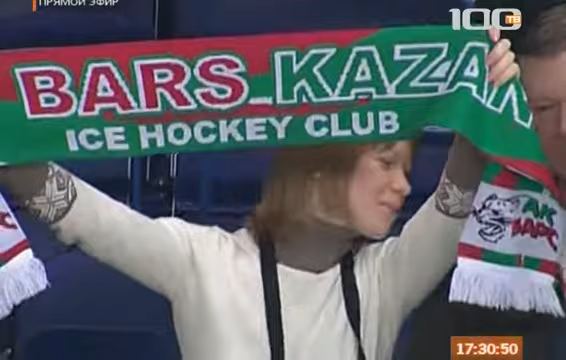 ПРЯМОЙ ЭФИР
100 ТВ
BARS KAZAN
ICE HOCKEY CLUB
АК
БАРС
17:30:50